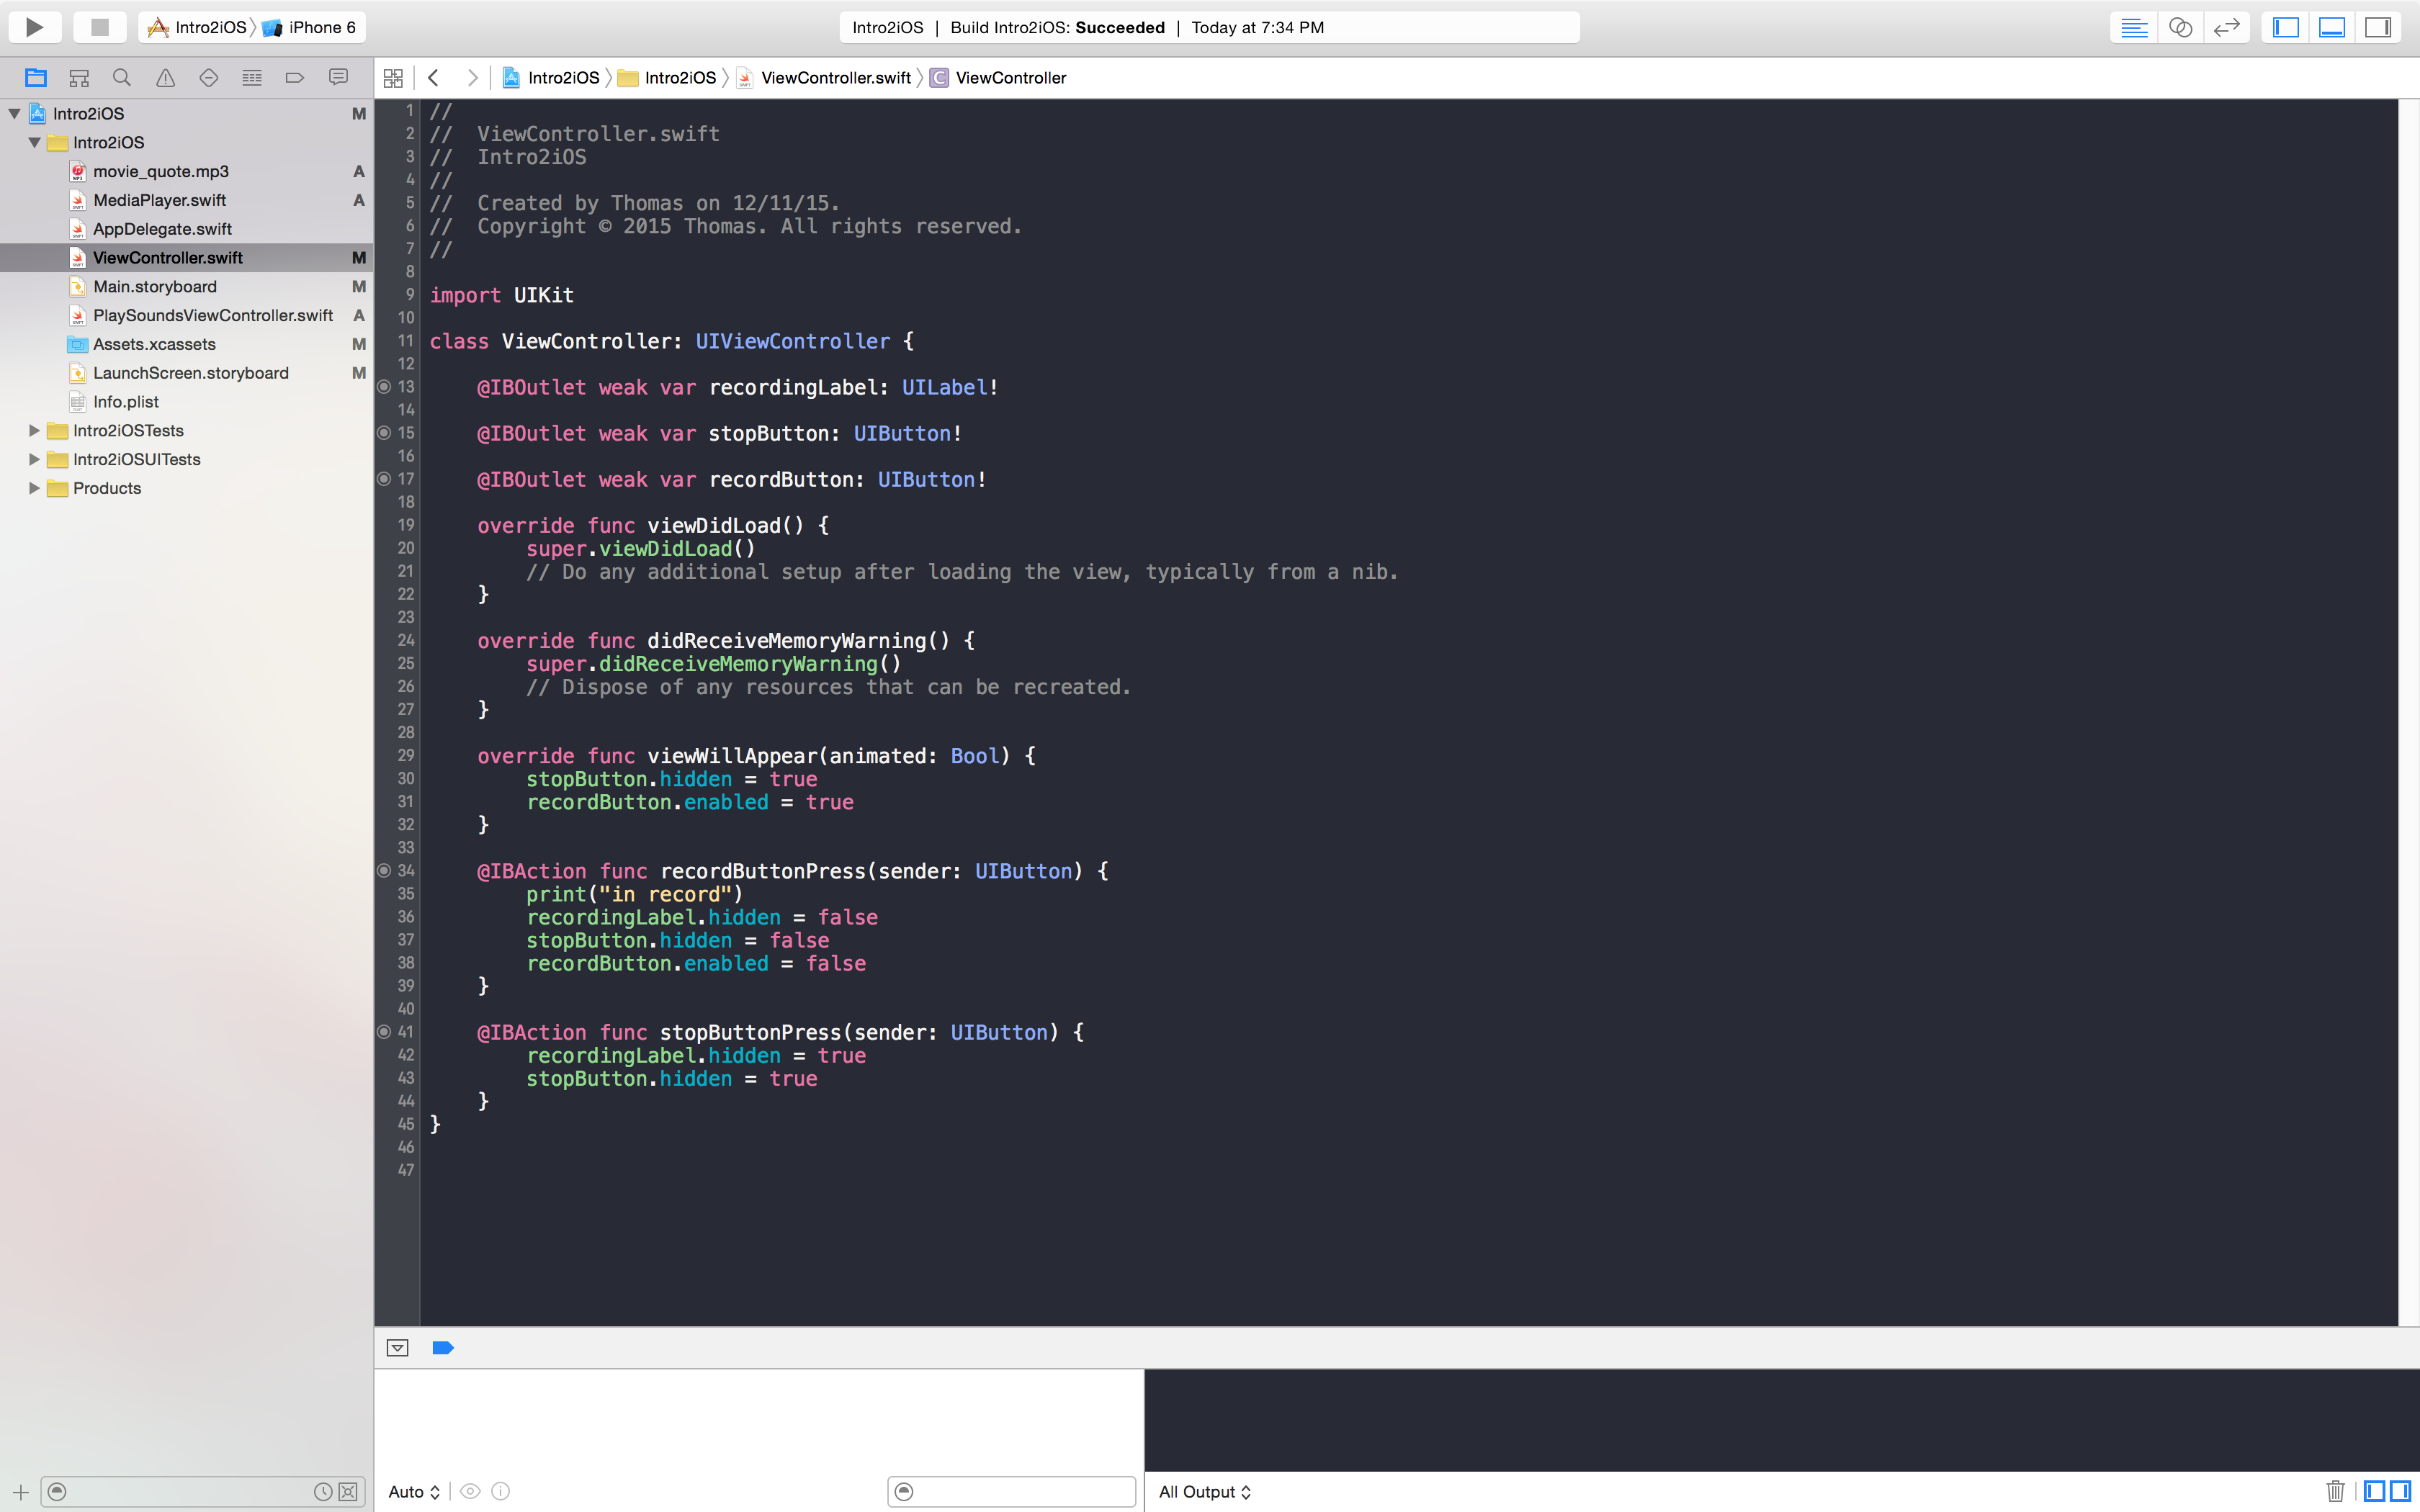 Intro2iOS iPhone 6
Intro2iOS | Build Intro2iOS: Succeeded | Today at 7:34 PM
Intro2iOS Intro2iOS ViewController.swift C ViewController
Intro2iOS M
Intro2iOS
movie_quote.mp3 A
MediaPlayer.swift A
AppDelegate.swift
ViewController.swift M
Main.storyboard M
PlaySoundsViewController.swift A
Assets.xcassets M
LaunchScreen.storyboard M
Info.plist
Intro2iOSTests
Intro2iOSUITests
Products
1 //
2 //  ViewController.swift
3 //  Intro2iOS
4 //
5 //  Created by Thomas on 12/11/15.
6 //  Copyright © 2015 Thomas. All rights reserved.
7 //
8
9 import UIKit
10
11 class ViewController: UIViewController {
12
13     @IBOutlet weak var recordingLabel: UILabel!
14
15     @IBOutlet weak var stopButton: UIButton!
16
17     @IBOutlet weak var recordButton: UIButton!
18
19     override func viewDidLoad() {
20         super.viewDidLoad()
21         // Do any additional setup after loading the view, typically from a nib.
22     }
23
24     override func didReceiveMemoryWarning() {
25         super.didReceiveMemoryWarning()
26         // Dispose of any resources that can be recreated.
27     }
28
29     override func viewWillAppear(animated: Bool) {
30         stopButton.hidden = true
31         recordButton.enabled = true
32     }
33
34     @IBAction func recordButtonPress(sender: UIButton) {
35         print("in record")
36         recordingLabel.hidden = false
37         stopButton.hidden = false
38         recordButton.enabled = false
39     }
40
41     @IBAction func stopButtonPress(sender: UIButton) {
42         recordingLabel.hidden = true
43         stopButton.hidden = true
44     }
45 }
46
47
Auto
All Output